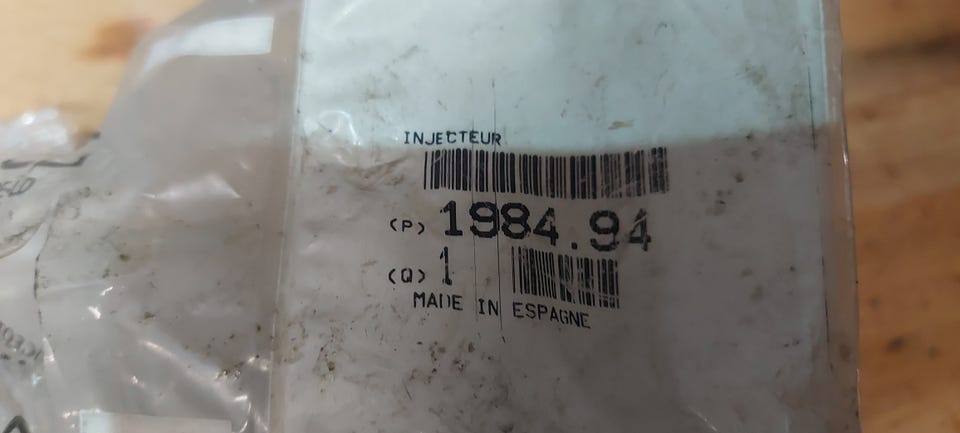 INJECTEUR
(P) 1984.94
(Q) 1
MADE IN ESPAGNE